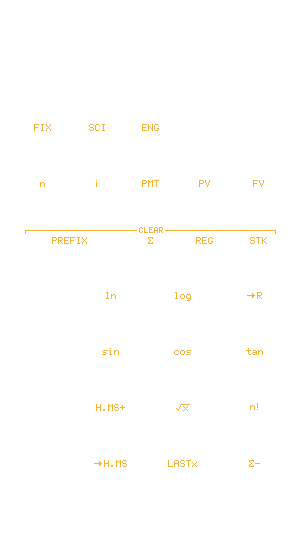 FIX SCI ENG
n i PMT PV FV
CLEAR
PREFIX Σ REG STK
ln log →R
sin cos tan
H.MS+ √x n!
→H.MS LASTx Σ-